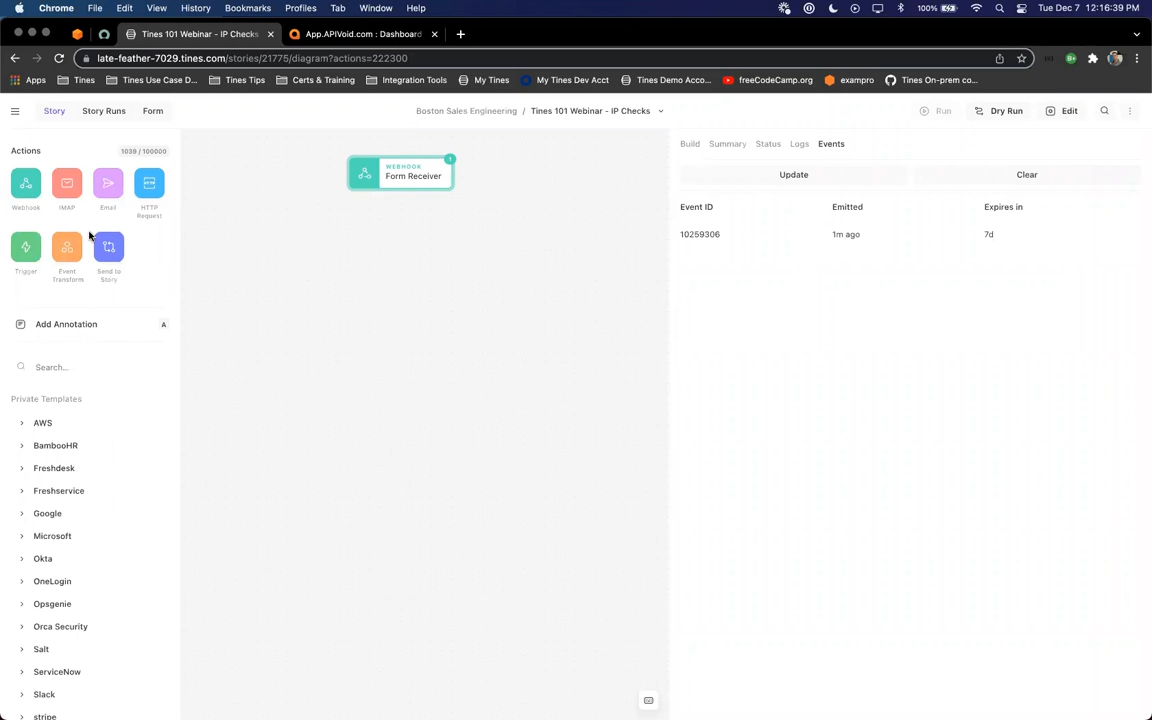 Chrome File Edit View History Bookmarks Profiles Tab Window Help 100% Tue Dec 7 12:16:39 PM
Tines 101 Webinar - IP Checks App.APIVoid.com : Dashboard
late-feather-7029.tines.com/stories/21775/diagram?actions=222300
Apps Tines Tines Use Case D... Tines Tips Certs & Training Integration Tools My Tines My Tines Dev Acct Tines Demo Acco... freeCodeCamp.org exampro Tines On-prem co...
Story Story Runs Form Boston Sales Engineering / Tines 101 Webinar - IP Checks Run Dry Run Edit
Actions 1039 / 100000
Webhook IMAP Email HTTP Request
Trigger Event Transform Send to Story
Add Annotation A
Search...
Private Templates
AWS
BambooHR
Freshdesk
Freshservice
Google
Microsoft
Okta
OneLogin
Opsgenie
Orca Security
Salt
ServiceNow
Slack
stripe
1
WEBHOOK
Form Receiver
Build Summary Status Logs Events
Update Clear
Event ID Emitted Expires in
10259306 1m ago 7d